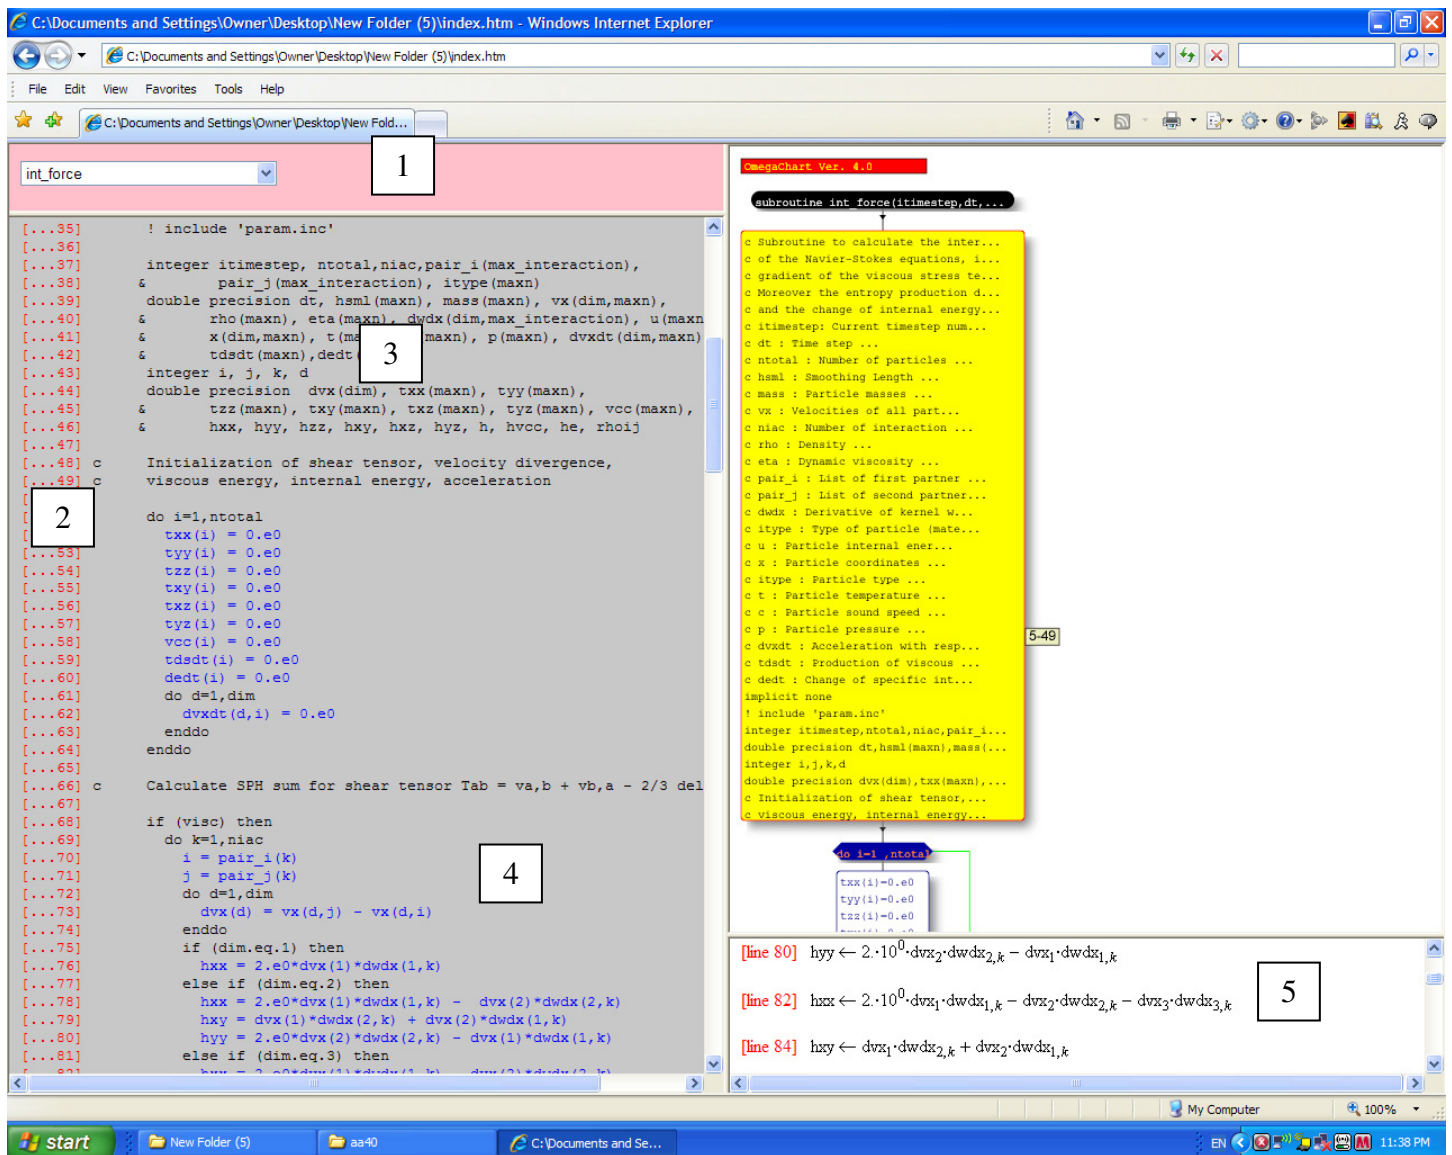 C:\Documents and Settings\Owner\Desktop\New Folder (5)\index.htm - Windows Internet Explorer
C:\Documents and Settings\Owner\Desktop\New Folder (5)\index.htm
File Edit View Favorites Tools Help
C:\Documents and Settings\Owner\Desktop\New Fold...
1
int_force
[...35] ! include 'param.inc'
[...36]
[...37] integer itimestep, ntotal,niac,pair_i(max_interaction),
[...38] & pair_j(max_interaction), itype(maxn)
[...39] double precision dt, hsml(maxn), mass(maxn), vx(dim,maxn),
[...40] & rho(maxn), eta(maxn), dwdx(dim,max_interaction), u(maxn
[...41] & x(dim,maxn), t(ma maxn), p(maxn), dvxdt(dim,maxn)
[...42] & tdsdt(maxn),dedt
3
[...43] integer i, j, k, d
[...44] double precision dvx(dim), txx(maxn), tyy(maxn),
[...45] & tzz(maxn), txy(maxn), txz(maxn), tyz(maxn), vcc(maxn),
[...46] & hxx, hyy, hzz, hxy, hxz, hyz, h, hvcc, he, rhoij
[...47]
[...48] c Initialization of shear tensor, velocity divergence,
[...49] c viscous energy, internal energy, acceleration
[
2
[ do i=1,ntotal
[ txx(i) = 0.e0
[...53] tyy(i) = 0.e0
[...54] tzz(i) = 0.e0
[...55] txy(i) = 0.e0
[...56] txz(i) = 0.e0
[...57] tyz(i) = 0.e0
[...58] vcc(i) = 0.e0
[...59] tdsdt(i) = 0.e0
[...60] dedt(i) = 0.e0
[...61] do d=1,dim
[...62] dvxdt(d,i) = 0.e0
[...63] enddo
[...64] enddo
[...65]
[...66] c Calculate SPH sum for shear tensor Tab = va,b + vb,a - 2/3 del
[...67]
[...68] if (visc) then
[...69] do k=1,niac
[...70] i = pair_i(k)
[...71] j = pair_j(k)
4
[...72] do d=1,dim
[...73] dvx(d) = vx(d,j) - vx(d,i)
[...74] enddo
[...75] if (dim.eq.1) then
[...76] hxx = 2.e0*dvx(1)*dwdx(1,k)
[...77] else if (dim.eq.2) then
[...78] hxx = 2.e0*dvx(1)*dwdx(1,k) - dvx(2)*dwdx(2,k)
[...79] hxy = dvx(1)*dwdx(2,k) + dvx(2)*dwdx(1,k)
[...80] hyy = 2.e0*dvx(2)*dwdx(2,k) - dvx(1)*dwdx(1,k)
[...81] else if (dim.eq.3) then
OmegaChart Ver. 4.0
subroutine int_force(itimestep,dt,...
c Subroutine to calculate the inter...
c of the Navier-Stokes equations, i...
c gradient of the viscous stress te...
c Moreover the entropy production d...
c and the change of internal energy...
c itimestep: Current timestep num...
c dt : Time step ...
c ntotal : Number of particles ...
c hsml : Smoothing Length ...
c mass : Particle masses ...
c vx : Velocities of all part...
c niac : Number of interaction ...
c rho : Density ...
c eta : Dynamic viscosity ...
c pair_i : List of first partner ...
c pair_j : List of second partner...
c dwdx : Derivative of kernel w...
c itype : Type of particle (mate...
c u : Particle internal ener...
c x : Particle coordinates ...
c itype : Particle type ...
c t : Particle temperature ...
c c : Particle sound speed ...
c p : Particle pressure ...
5-49
c dvxdt : Acceleration with resp...
c tdsdt : Production of viscous ...
c dedt : Change of specific int...
implicit none
! include 'param.inc'
integer itimestep,ntotal,niac,pair_i...
double precision dt,hsml(maxn),mass(...
integer i,j,k,d
double precision dvx(dim),txx(maxn),...
c Initialization of shear tensor,...
c viscous energy, internal energy...
do i=1 ,ntotal
txx(i)=0.e0
tyy(i)=0.e0
tzz(i)=0.e0
[line 80] hyy ← 2.·10⁰·dvx₂·dwdx₂,ₖ − dvx₁·dwdx₁,ₖ
5
[line 82] hxx ← 2.·10⁰·dvx₁·dwdx₁,ₖ − dvx₂·dwdx₂,ₖ − dvx₃·dwdx₃,ₖ
[line 84] hxy ← dvx₁·dwdx₂,ₖ + dvx₂·dwdx₁,ₖ
My Computer 100%
start New Folder (5) aa40 C:\Documents and Se... EN 11:38 PM